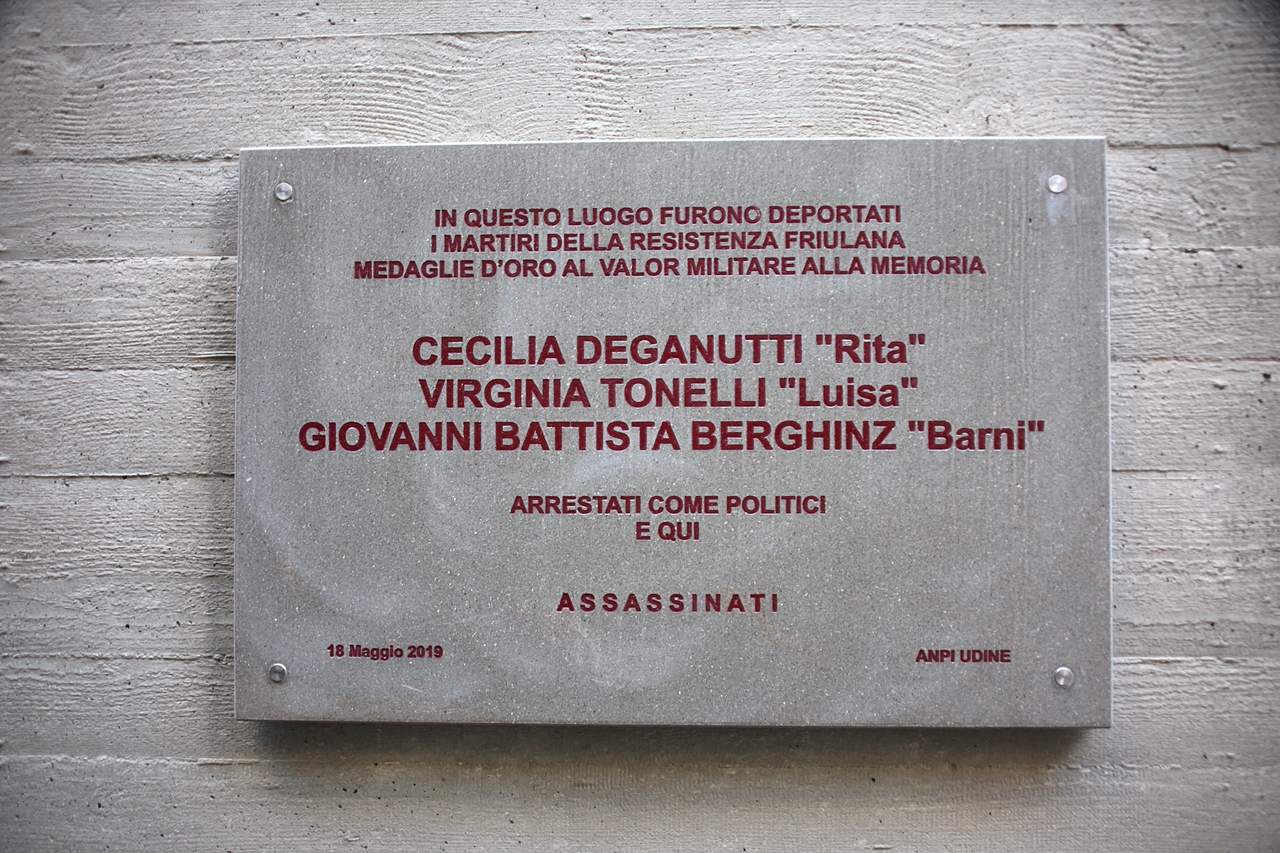 IN QUESTO LUOGO FURONO DEPORTATI
I MARTIRI DELLA RESISTENZA FRIULANA
MEDAGLIE D'ORO AL VALOR MILITARE ALLA MEMORIA
CECILIA DEGANUTTI "Rita"
VIRGINIA TONELLI "Luisa"
GIOVANNI BATTISTA BERGHINZ "Barni"
ARRESTATI COME POLITICI
E QUI
ASSASSINATI
18 Maggio 2019
ANPI UDINE